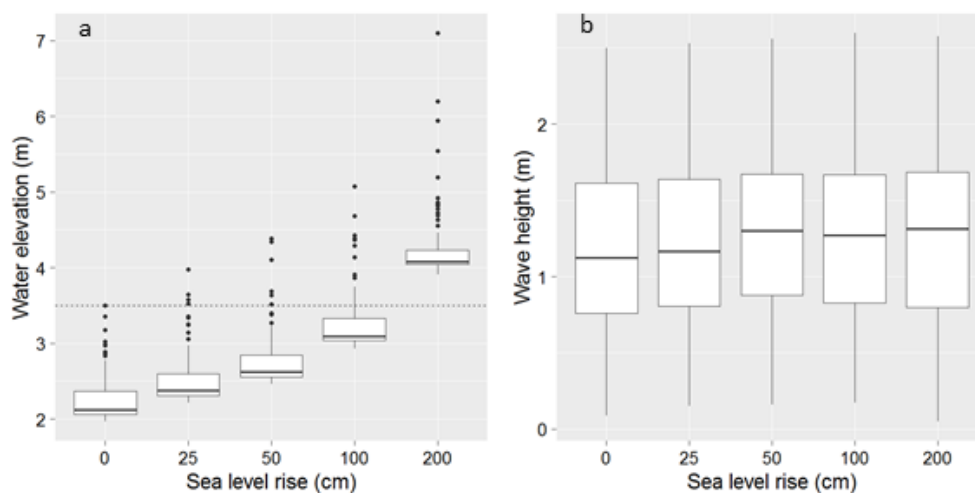 a
Water elevation (m)
7
6
5
4
3
2
0 25 50 100 200
Sea level rise (cm)
b
Wave height (m)
2
1
0
0 25 50 100 200
Sea level rise (cm)